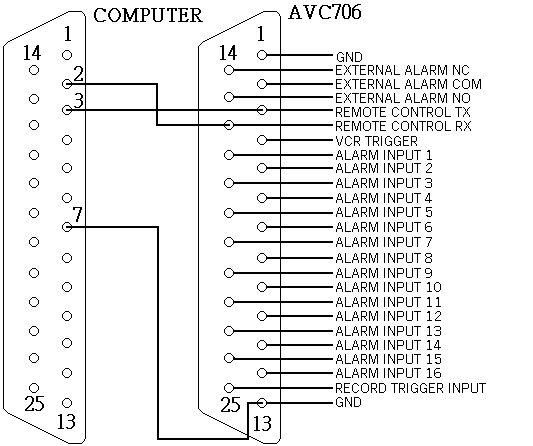 COMPUTER
AVC706
1
14
2
3
7
25
13
1
14
25
13
GND
EXTERNAL ALARM NC
EXTERNAL ALARM COM
EXTERNAL ALARM NO
REMOTE CONTROL TX
REMOTE CONTROL RX
VCR TRIGGER
ALARM INPUT 1
ALARM INPUT 2
ALARM INPUT 3
ALARM INPUT 4
ALARM INPUT 5
ALARM INPUT 6
ALARM INPUT 7
ALARM INPUT 8
ALARM INPUT 9
ALARM INPUT 10
ALARM INPUT 11
ALARM INPUT 12
ALARM INPUT 13
ALARM INPUT 14
ALARM INPUT 15
ALARM INPUT 16
RECORD TRIGGER INPUT
GND